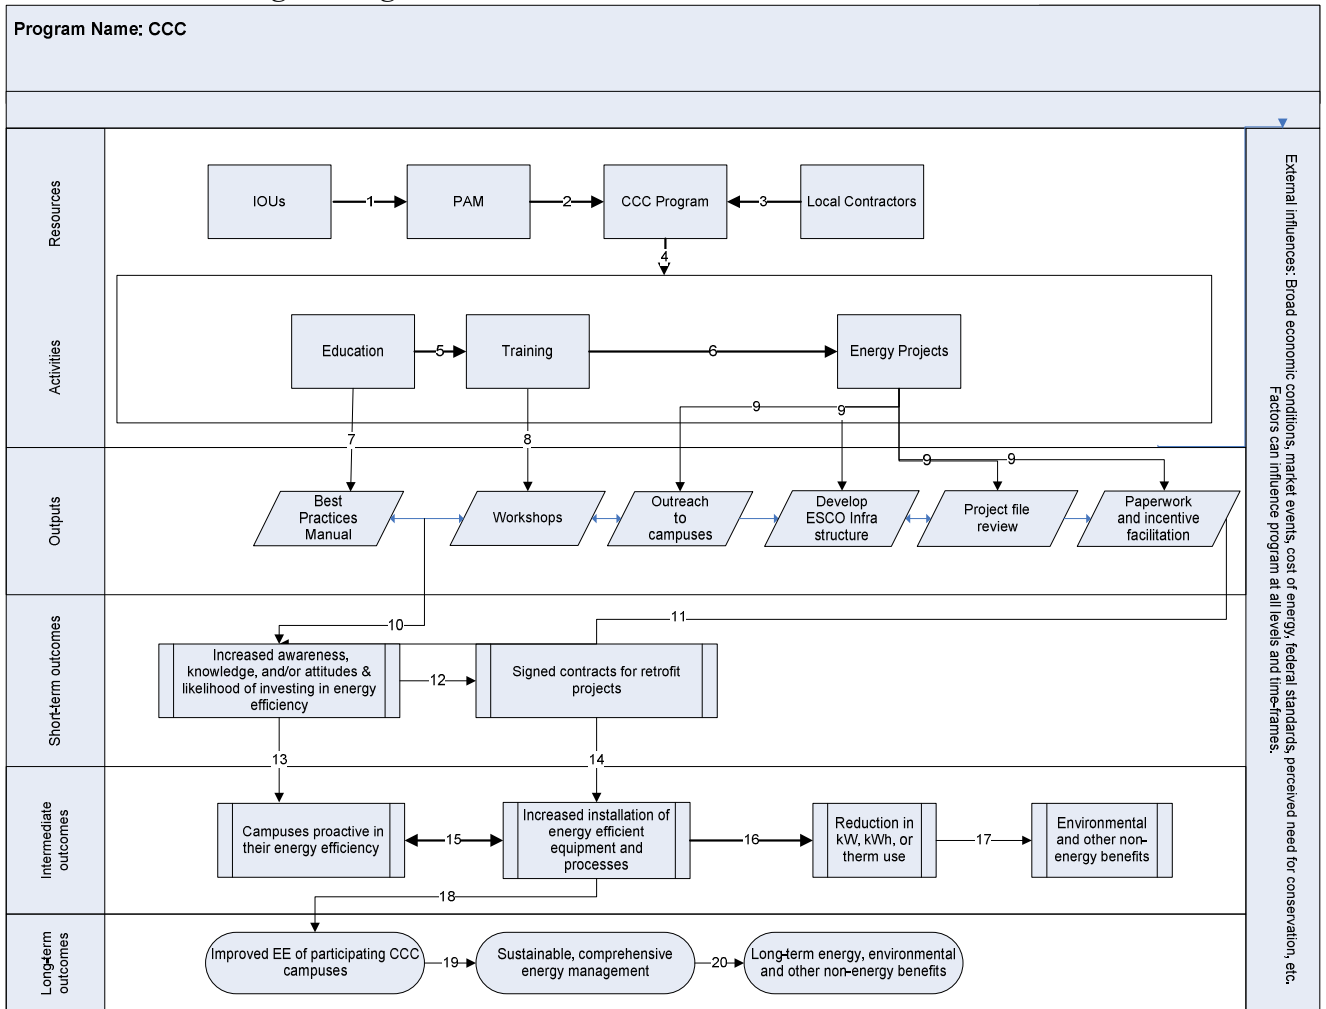 Program Name: CCC
Resources
IOUs
1
PAM
2
CCC Program
3
Local Contractors
4
Activities
Education
5
Training
6
Energy Projects
7
8
9
9
9
9
Outputs
Best
Practices
Manual
Workshops
Outreach
to
campuses
Develop
ESCO Infra
structure
Project file
review
Paperwork
and incentive
facilitation
10
11
Short-term outcomes
Increased awareness,
knowledge, and/or attitudes &
likelihood of investing in energy
efficiency
12
Signed contracts for retrofit
projects
13
14
Intermediate
outcomes
Campuses proactive in
their energy efficiency
15
Increased installation of
energy efficient
equipment and
processes
16
Reduction in
kW, kWh, or
therm use
17
Environmental
and other non-
energy benefits
18
Long-term
outcomes
Improved EE of participating CCC
campuses
19
Sustainable, comprehensive
energy management
20
Long-term energy, environmental
and other non-energy benefits
External influences: Broad economic conditions, market events, cost of energy, federal standards, perceived need for conservation, etc.
Factors can influence program at all levels and time-frames.